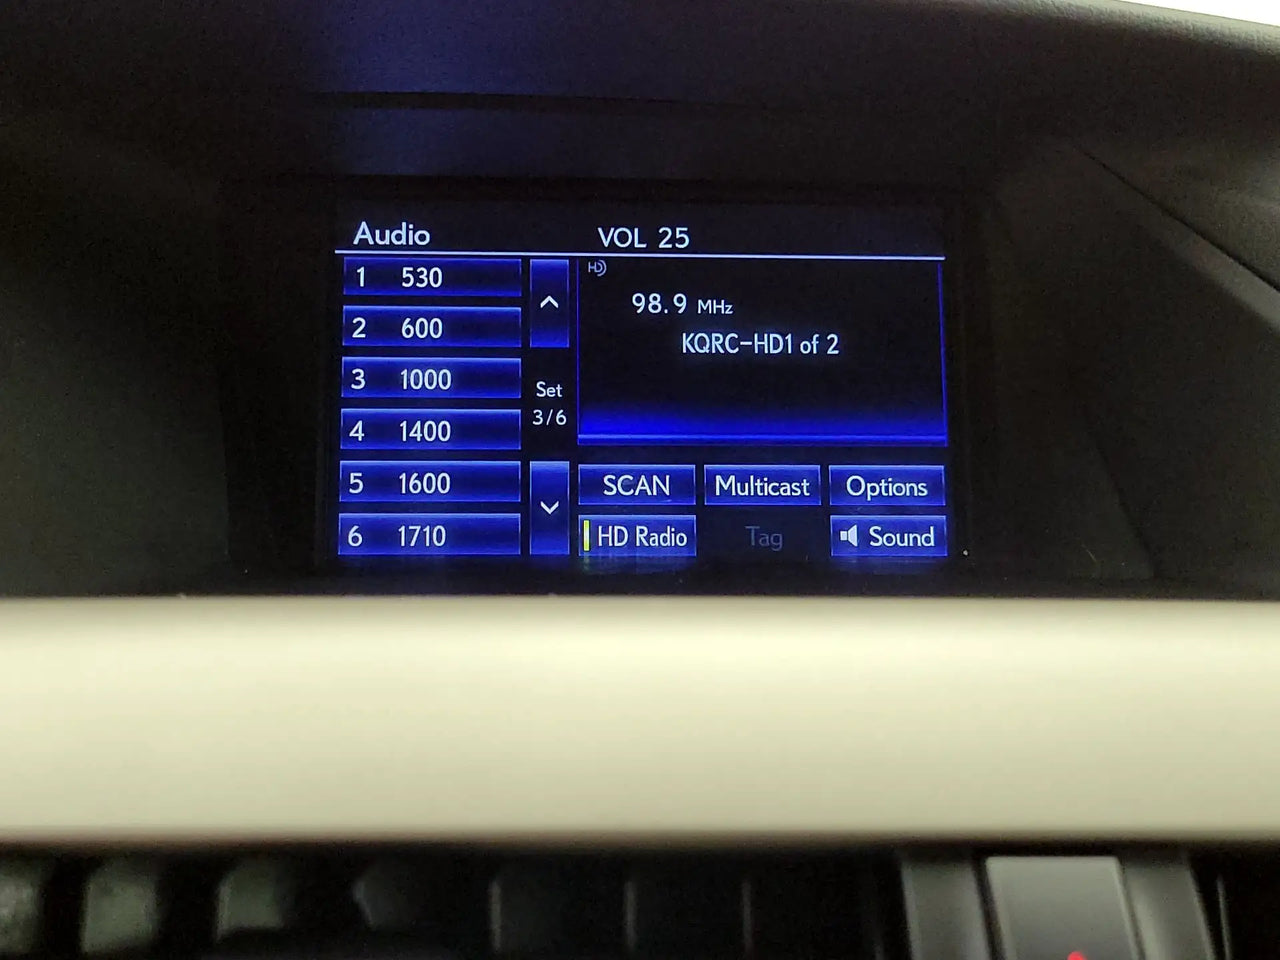 Audio
VOL 25
1 530
2 600
3 1000
4 1400
5 1600
6 1710
Set
3/6
HD
98.9 MHz
KQRC-HD1 of 2
SCAN
Multicast
Options
HD Radio
Tag
Sound